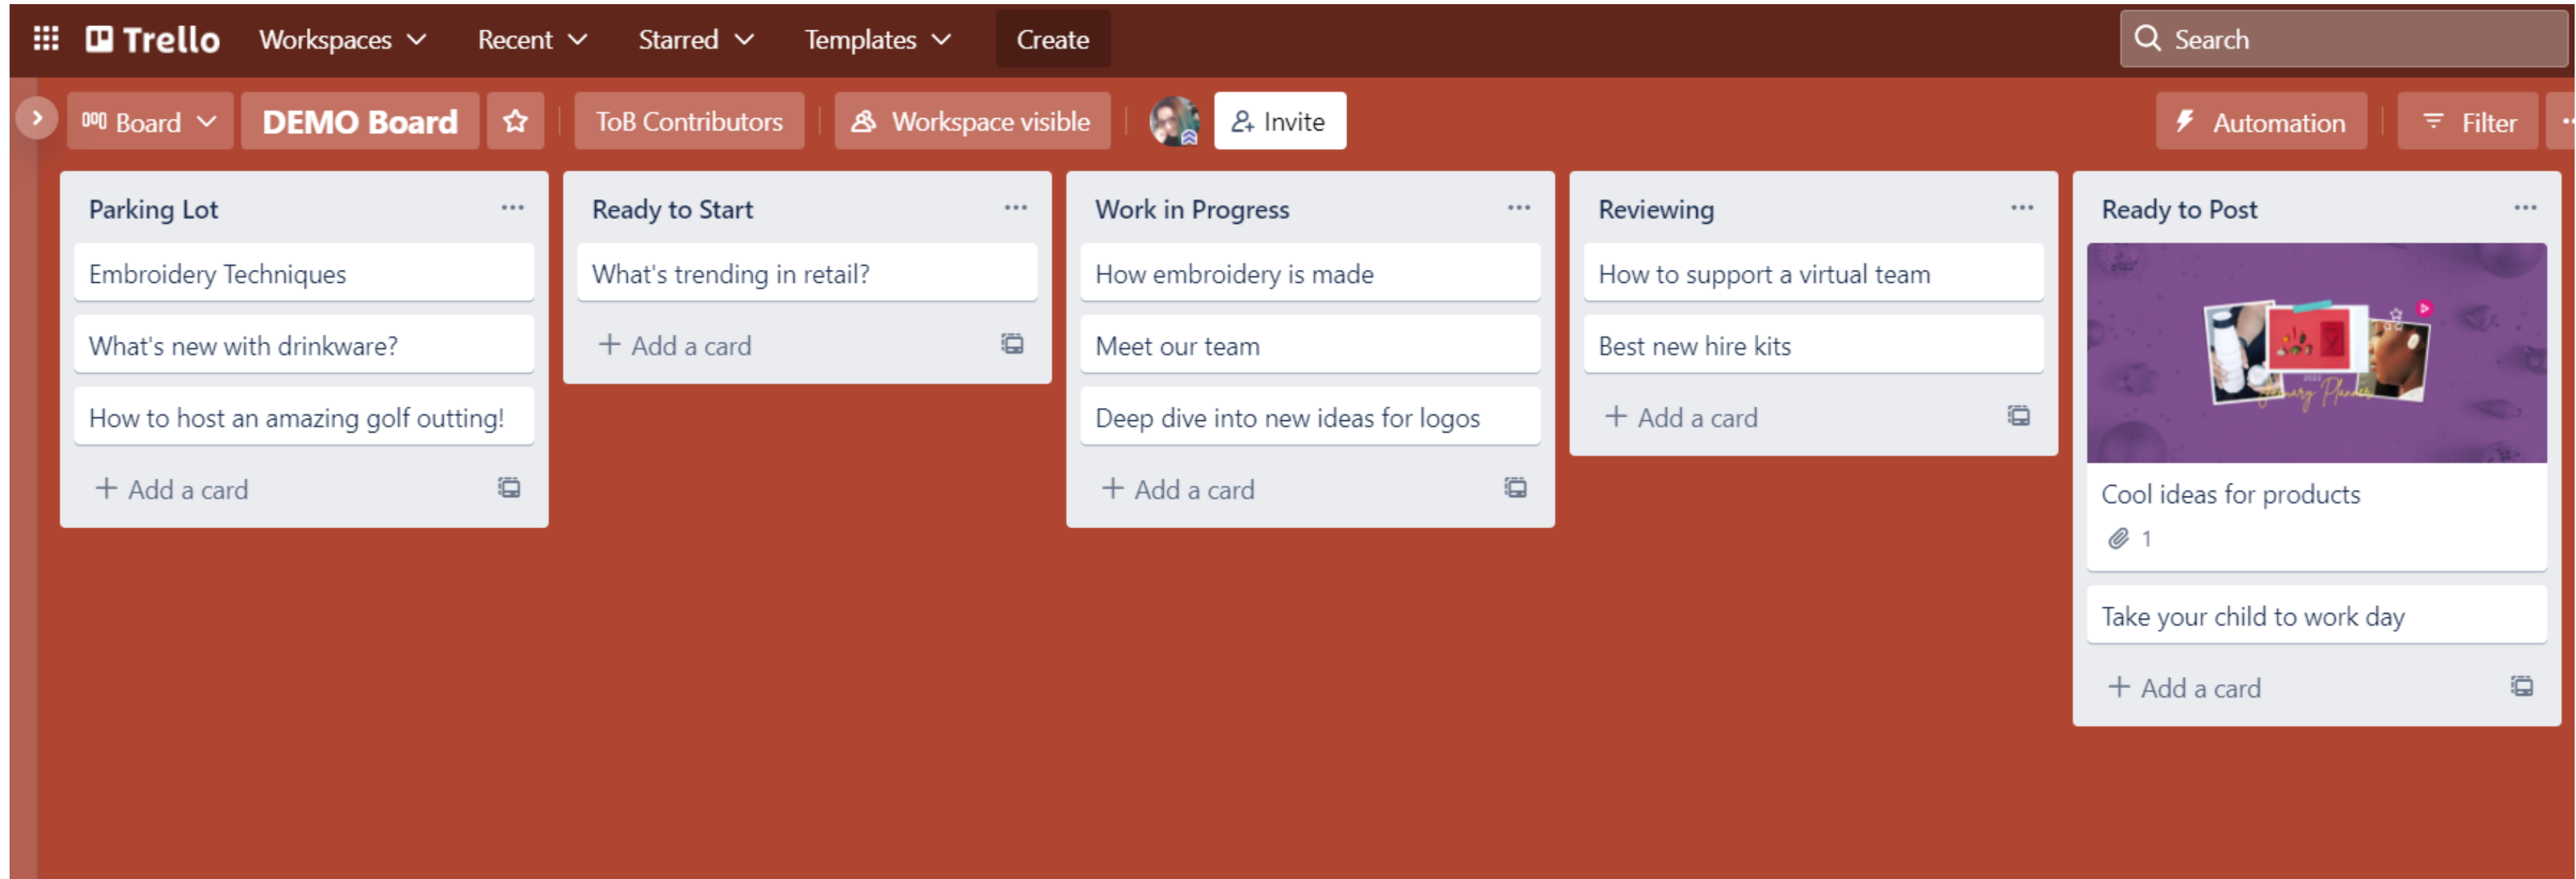 Trello Workspaces Recent Starred Templates Create Search
Board DEMO Board ToB Contributors Workspace visible Invite Automation Filter
Parking Lot
Embroidery Techniques
What's new with drinkware?
How to host an amazing golf outting!
+ Add a card
Ready to Start
What's trending in retail?
+ Add a card
Work in Progress
How embroidery is made
Meet our team
Deep dive into new ideas for logos
+ Add a card
Reviewing
How to support a virtual team
Best new hire kits
+ Add a card
Ready to Post
2022
Planner
Cool ideas for products
1
Take your child to work day
+ Add a card